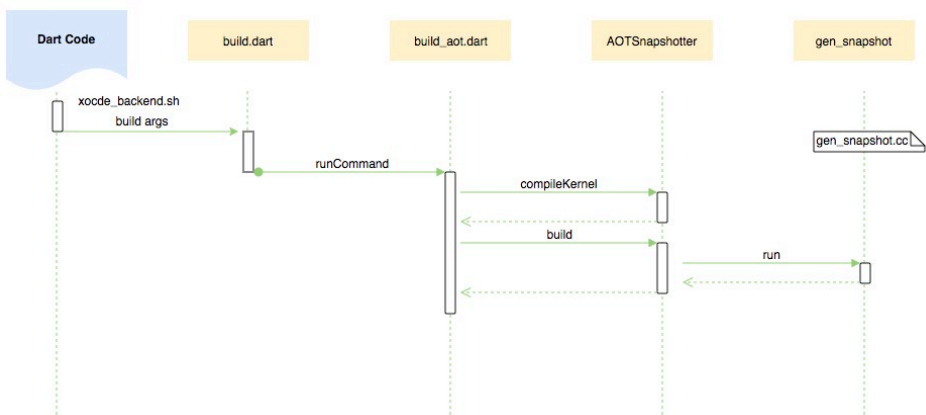 Dart Code
build.dart
build_aot.dart
AOTSnapshotter
gen_snapshot
xocde_backend.sh
build args
gen_snapshot.cc
runCommand
compileKernel
build
run